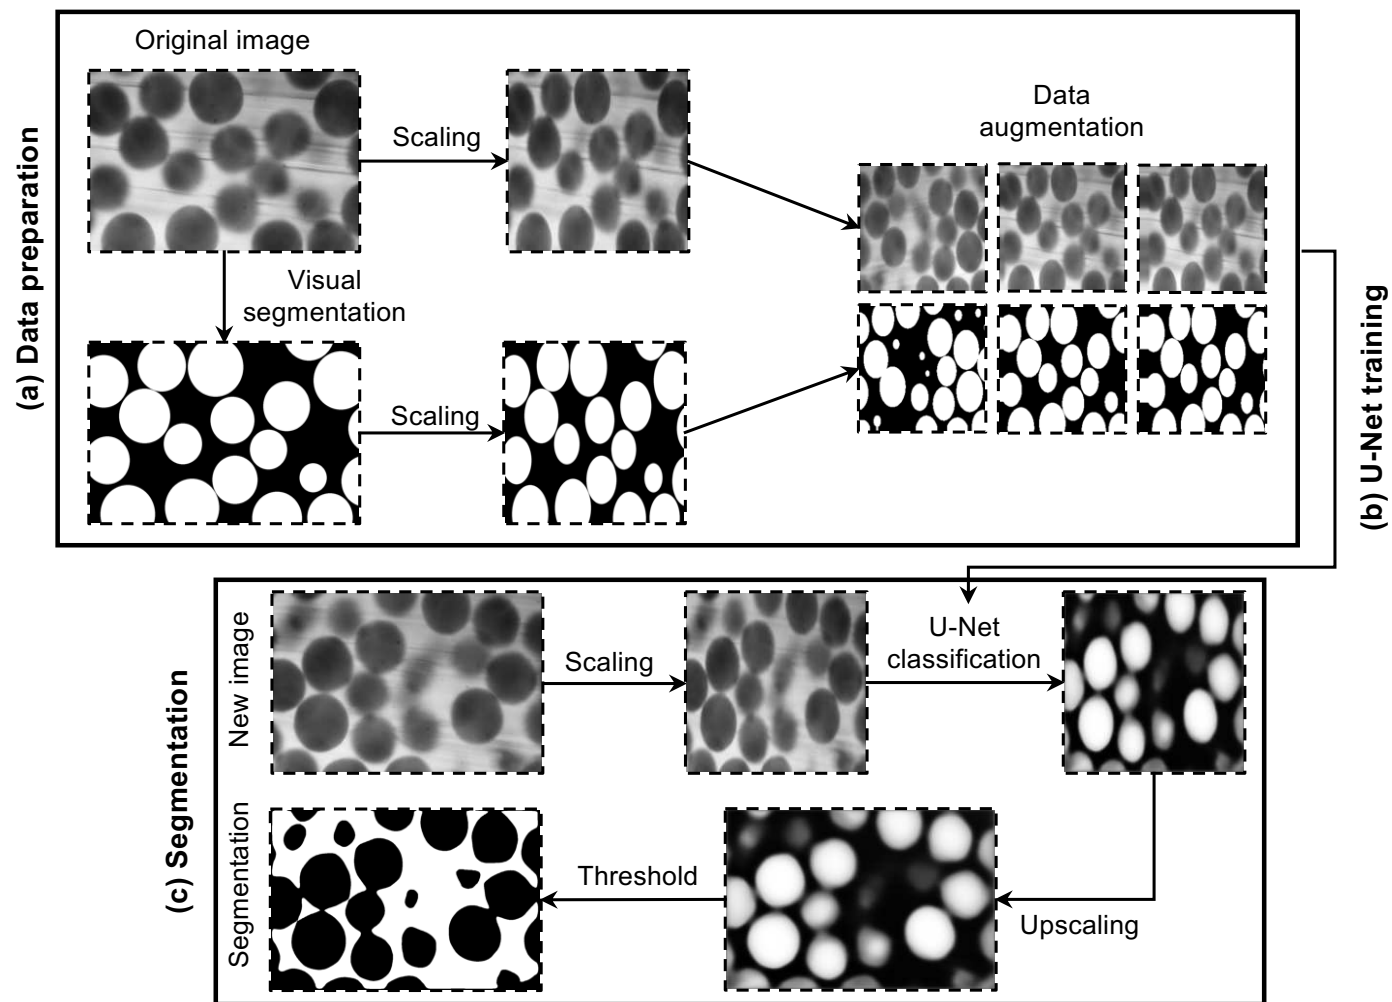 (a) Data preparation
Original image
Scaling
Data
augmentation
Visual
segmentation
Scaling
(b) U-Net training
(c) Segmentation
New image
Scaling
U-Net
classification
Segmentation
Threshold
Upscaling